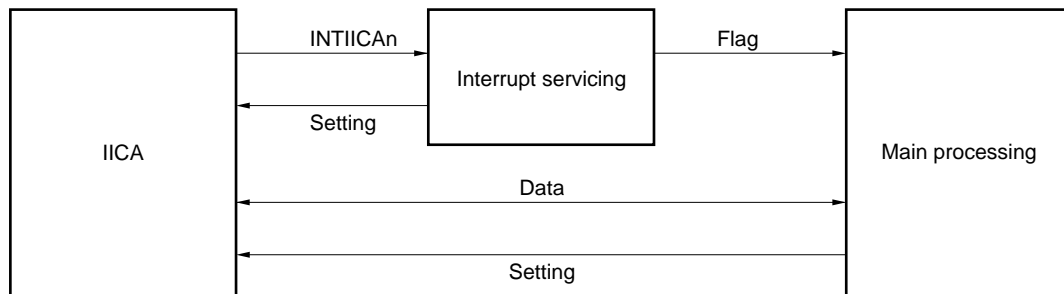 INTIICAn
Flag
Interrupt servicing
Setting
IICA
Main processing
Data
Setting